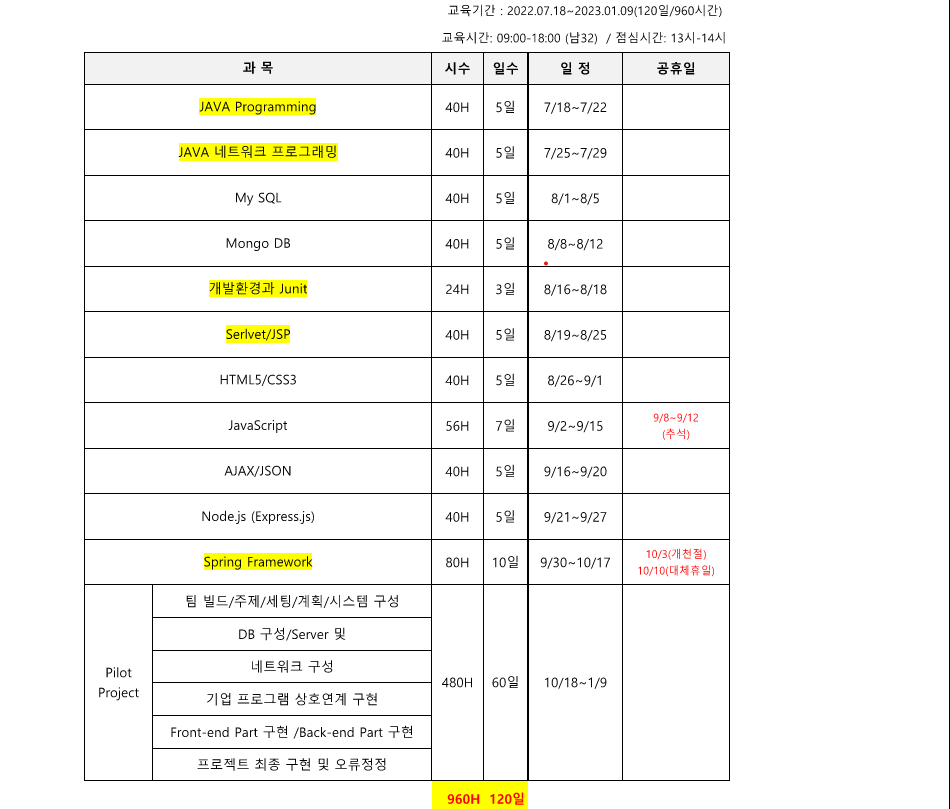 교육기간 : 2022.07.18~2023.01.09(120일/960시간)
교육시간: 09:00-18:00 (남32) / 점심시간: 13시-14시
과 목 시수 일수 일 정 공휴일
JAVA Programming 40H 5일 7/18~7/22
JAVA 네트워크 프로그래밍 40H 5일 7/25~7/29
My SQL 40H 5일 8/1~8/5
Mongo DB 40H 5일 8/8~8/12
개발환경과 Junit 24H 3일 8/16~8/18
Serlvet/JSP 40H 5일 8/19~8/25
HTML5/CSS3 40H 5일 8/26~9/1
JavaScript 56H 7일 9/2~9/15 9/8~9/12
(추석)
AJAX/JSON 40H 5일 9/16~9/20
Node.js (Express.js) 40H 5일 9/21~9/27
Spring Framework 80H 10일 9/30~10/17 10/3(개천절)
10/10(대체휴일)
Pilot
Project
팀 빌드/주제/세팅/계획/시스템 구성
DB 구성/Server 및
네트워크 구성
기업 프로그램 상호연계 구현
Front-end Part 구현 /Back-end Part 구현
프로젝트 최종 구현 및 오류정정
480H 60일 10/18~1/9
960H 120일